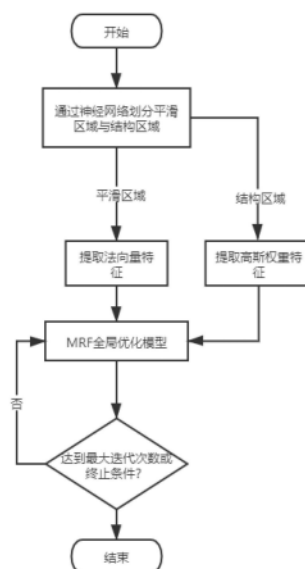 开始
通过神经网络划分平滑
区域与结构区域
平滑区域
结构区域
提取法向量特
征
提取高斯权重特
征
MRF全局优化模型
否
达到最大迭代次数或
终止条件?
结束